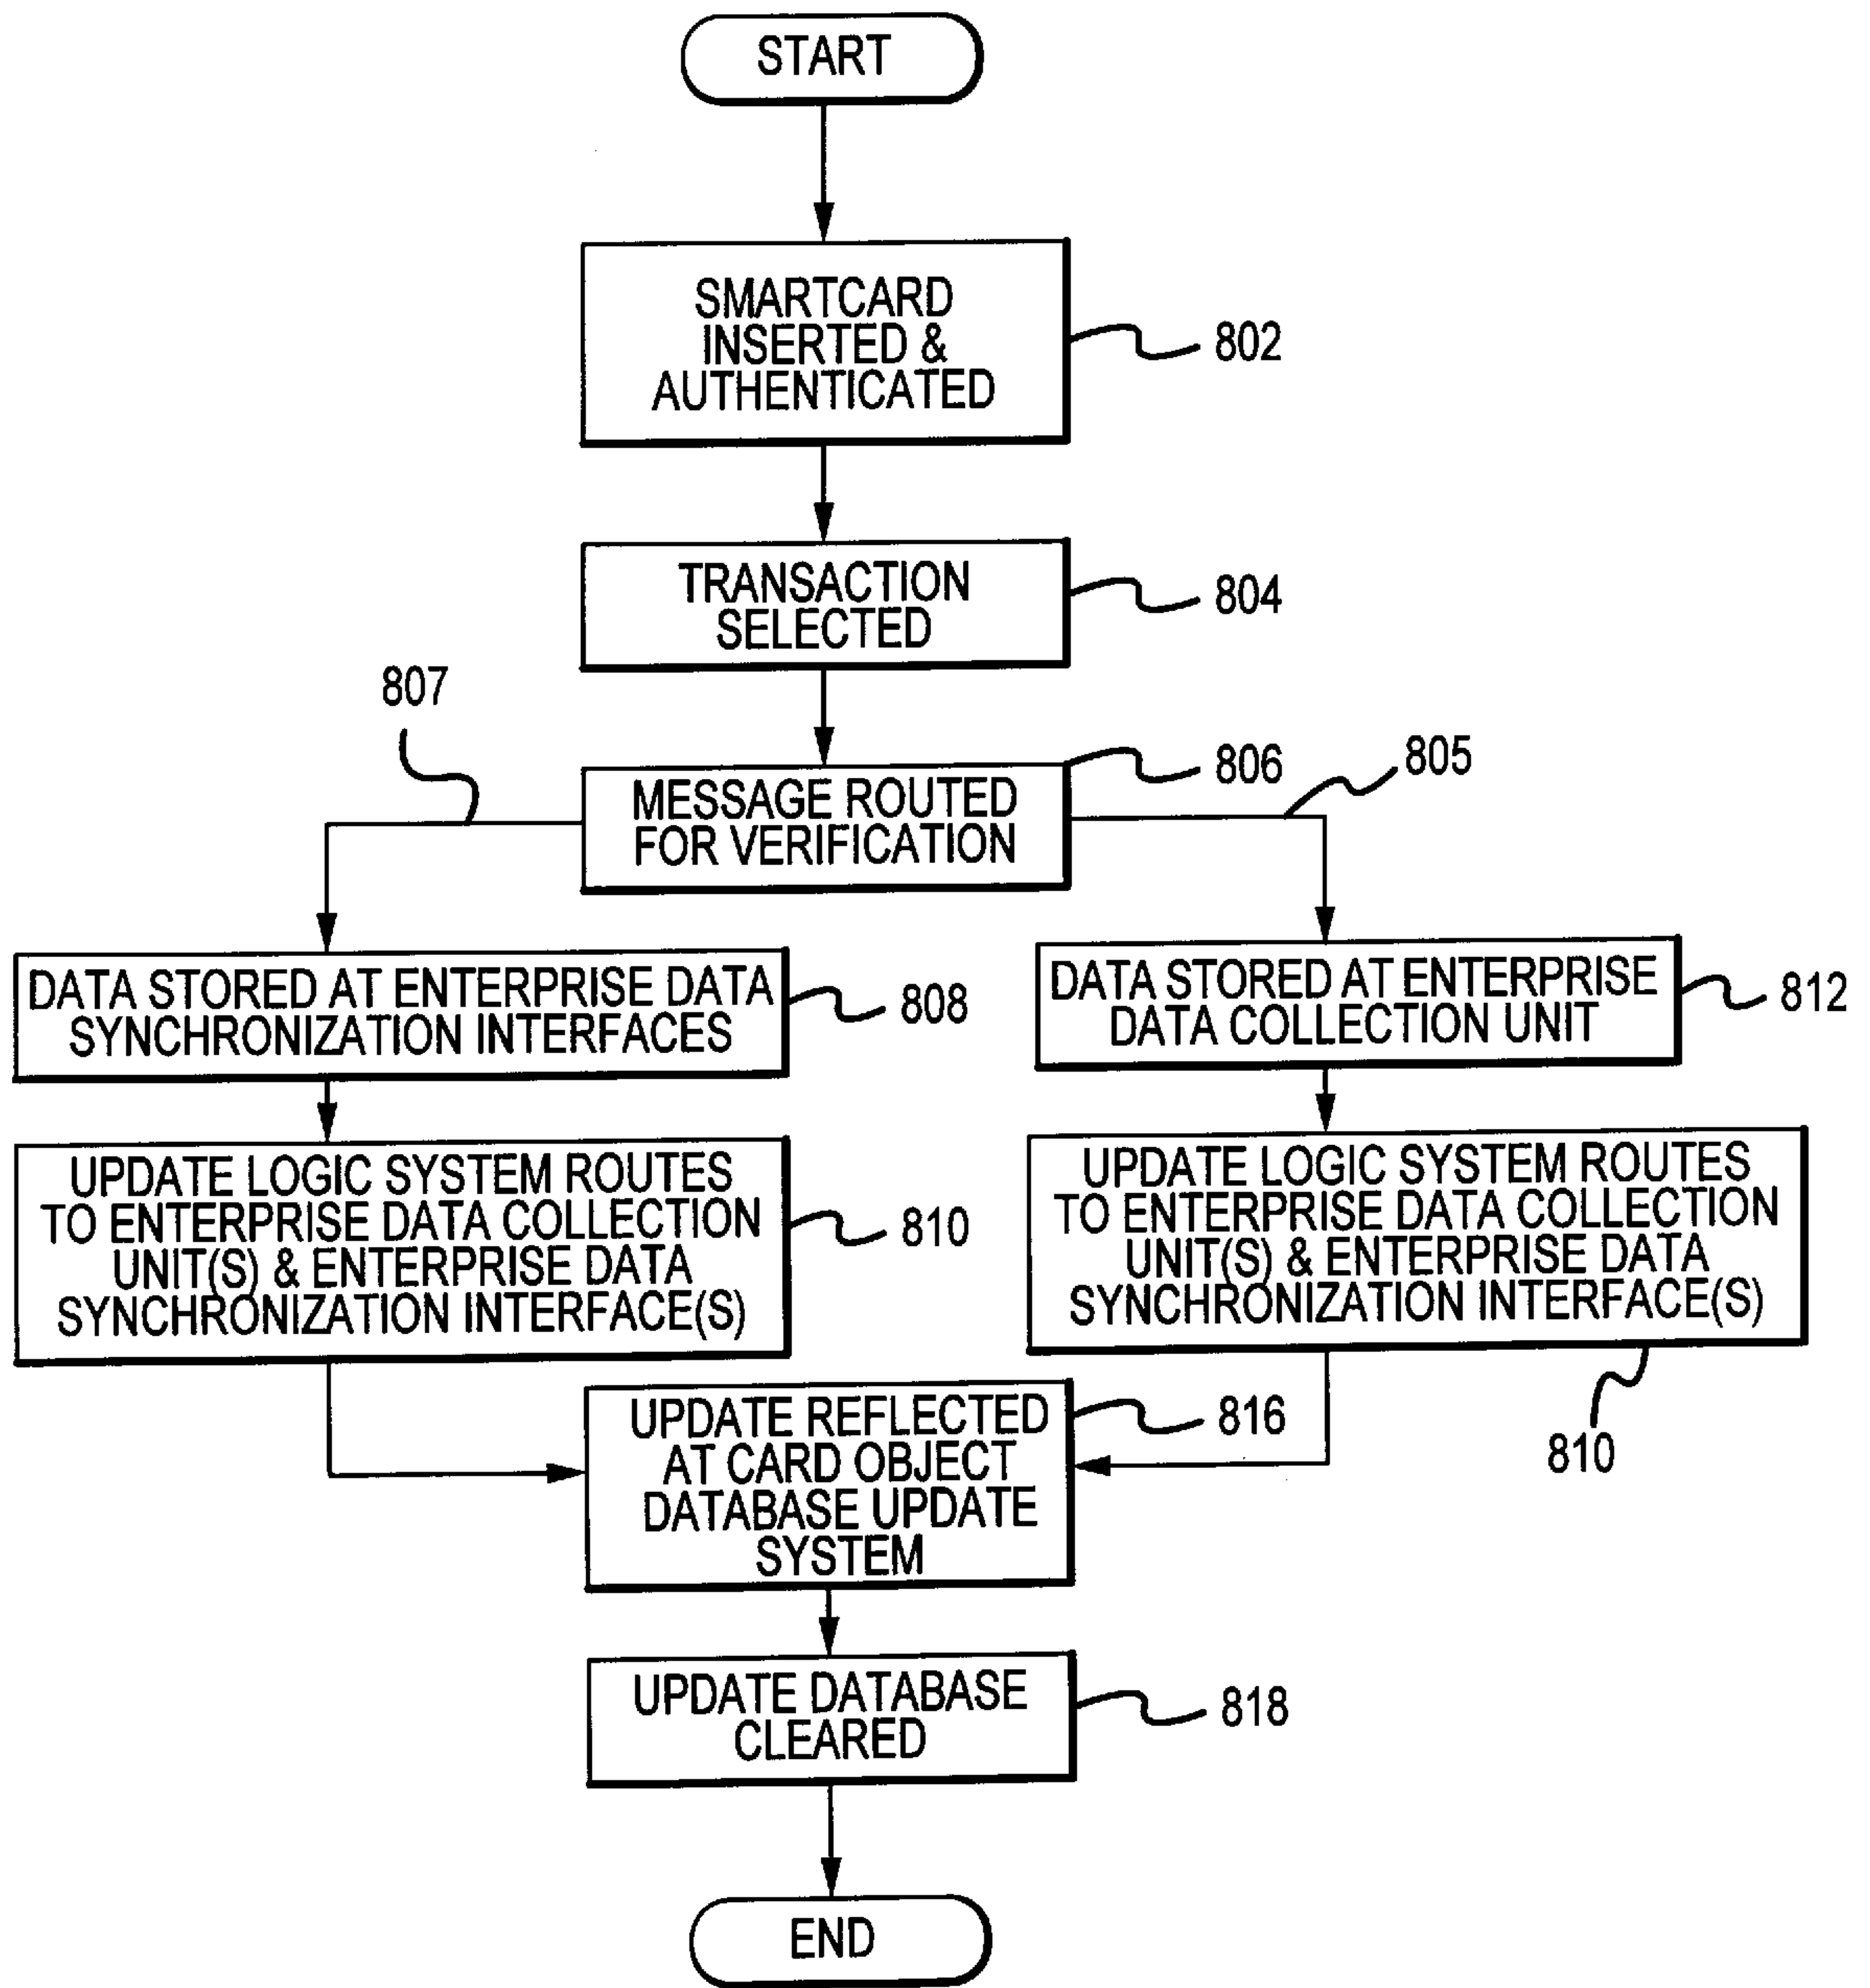 START
SMARTCARD
INSERTED &
AUTHENTICATED
802
TRANSACTION
SELECTED
804
807
806
805
MESSAGE ROUTED
FOR VERIFICATION
DATA STORED AT ENTERPRISE DATA
SYNCHRONIZATION INTERFACES
808
DATA STORED AT ENTERPRISE
DATA COLLECTION UNIT
812
UPDATE LOGIC SYSTEM ROUTES
TO ENTERPRISE DATA COLLECTION
UNIT(S) & ENTERPRISE DATA
SYNCHRONIZATION INTERFACE(S)
810
UPDATE LOGIC SYSTEM ROUTES
TO ENTERPRISE DATA COLLECTION
UNIT(S) & ENTERPRISE DATA
SYNCHRONIZATION INTERFACE(S)
810
UPDATE REFLECTED
AT CARD OBJECT
DATABASE UPDATE
SYSTEM
816
UPDATE DATABASE
CLEARED
818
END